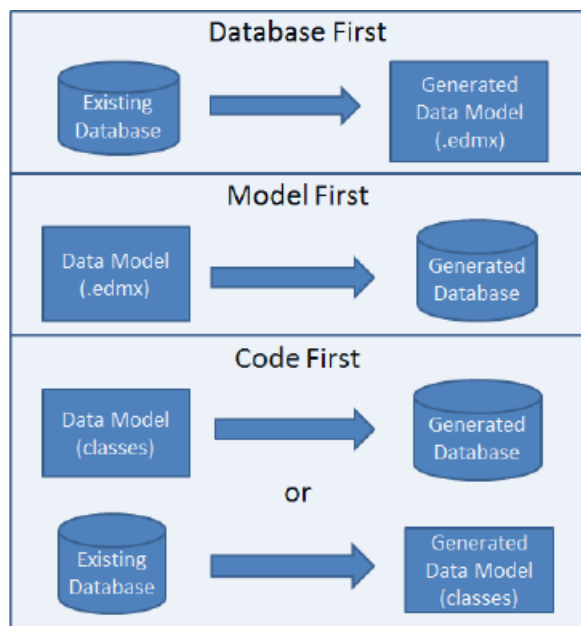 Database First
Existing
Database
Generated
Data Model
(.edmx)
Model First
Data Model
(.edmx)
Generated
Database
Code First
Data Model
(classes)
Generated
Database
or
Existing
Database
Generated
Data Model
(classes)